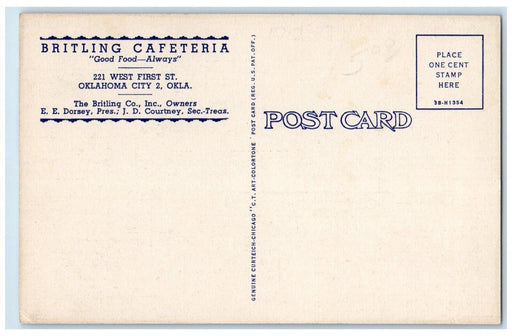 BRITLING CAFETERIA
"Good Food—Always"
221 WEST FIRST ST.
OKLAHOMA CITY 2, OKLA.
The Britling Co., Inc., Owners
E. E. Dorsey, Pres.; J. D. Courtney, Sec.-Treas.
GENUINE CURTEICH-CHICAGO "C.T. ART-COLORTONE" POST CARD (REG. U.S. PAT. OFF.)
POST CARD
PLACE
ONE CENT
STAMP
HERE
3B-H1354